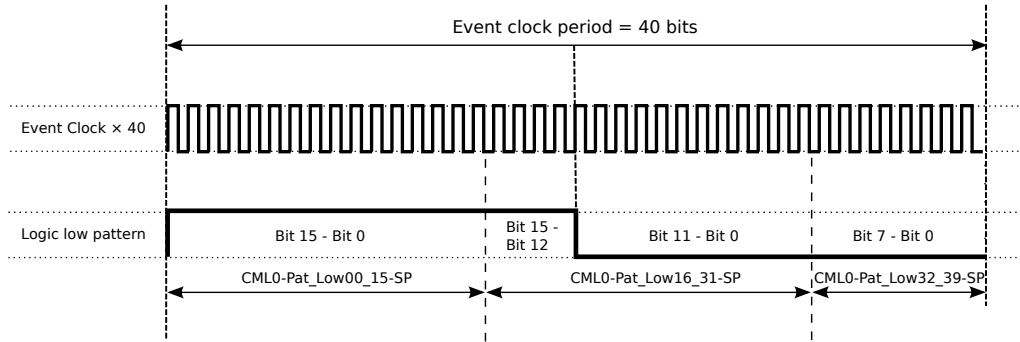 Event clock period = 40 bits
Event Clock × 40
Logic low pattern
Bit 15 - Bit 0
Bit 15 -
Bit 12
Bit 11 - Bit 0
Bit 7 - Bit 0
CML0-Pat_Low00_15-SP
CML0-Pat_Low16_31-SP
CML0-Pat_Low32_39-SP